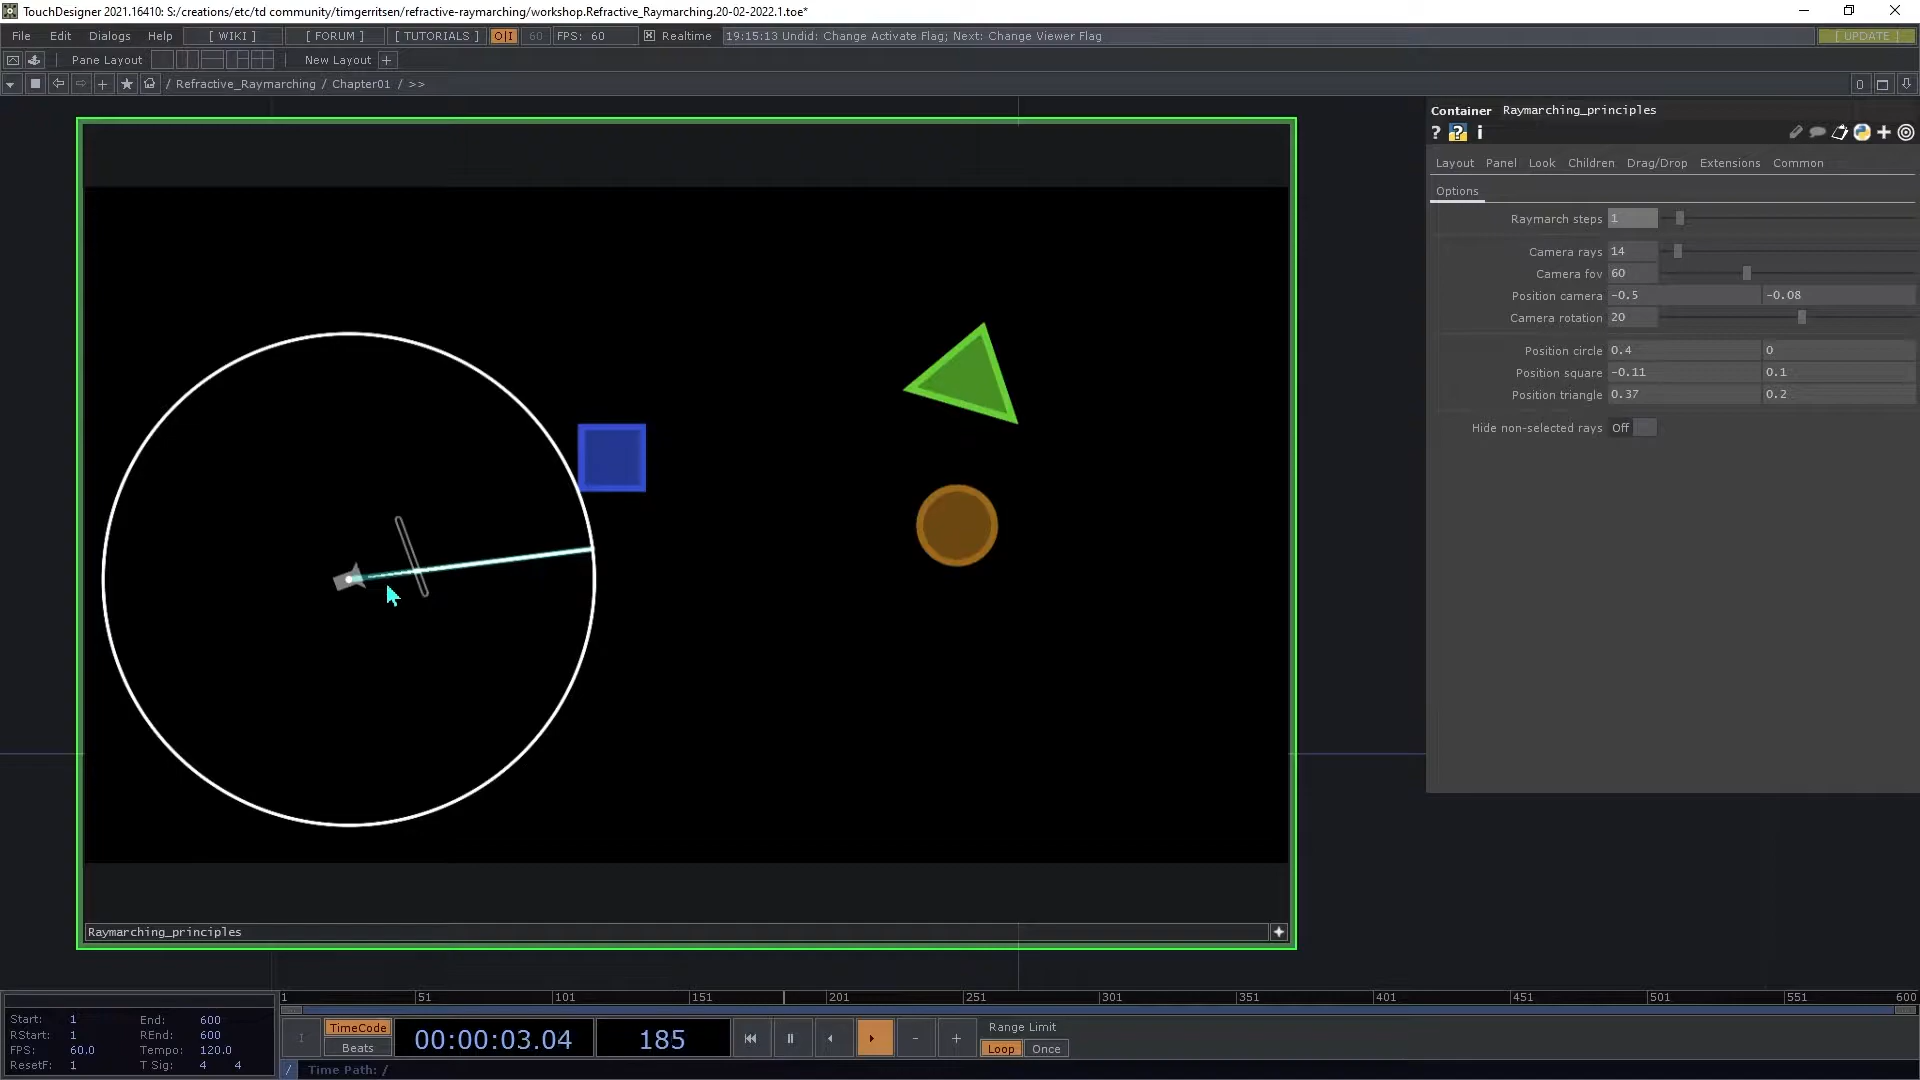 TouchDesigner 2021.16410: S:/creations/etc/td community/timgerritsen/refractive-raymarching/workshop.Refractive_Raymarching.20-02-2022.1.toe*
File Edit Dialogs Help [ WIKI ] [ FORUM ] [ TUTORIALS ] O|I 60 FPS: 60 Realtime 19:15:13 Undid: Change Activate Flag; Next: Change Viewer Flag [ UPDATE ]
Pane Layout New Layout +
/ Refractive_Raymarching / Chapter01 / >> 0
Container Raymarching_principles
? ? i
Layout Panel Look Children Drag/Drop Extensions Common
Options
Raymarch steps 1
Camera rays 14
Camera fov 60
Position camera -0.5 -0.08
Camera rotation 20
Position circle 0.4 0
Position square -0.11 0.1
Position triangle 0.37 0.2
Hide non-selected rays Off
Raymarching_principles
1 51 101 151 201 251 301 351 401 451 501 551 600
Start: 1 End: 600
RStart: 1 REnd: 600
FPS: 60.0 Tempo: 120.0
ResetF: 1 T Sig: 4 4
I TimeCode 00:00:03.04 185 - + Range Limit
Beats Loop Once
/ Time Path: /